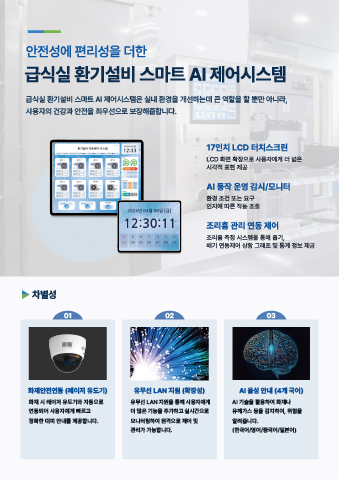 안전성에 편리성을 더한
급식실 환기설비 스마트 AI 제어시스템
급식실 환기설비 스마트 AI 제어시스템은 실내 환경을 개선하는데 큰 역할을 할 뿐만 아니라,
사용자의 건강과 안전을 최우선으로 보장해줍니다.
17인치 LCD 터치스크린
LCD 화면 확장으로 사용자에게 더 넓은
시각적 표현 제공
AI 동작 운영 감시/모니터
환경 조건 또는 요구
인지에 따른 작동 조절
조리흄 관리 연동 제어
조리흄 측정 시스템을 통해 흡기,
배기 연동제어 상황 그래프 및 통계 정보 제공
12:33
12:30:11
▶ 차별성
01
02
03
화재안전연동 (레이저 유도기)
화재 시 레이저 유도기와 자동으로
연동되어 사용자에게 빠르고
정확한 대피 안내를 제공합니다.
유무선 LAN 지원 (확장성)
유무선 LAN 지원을 통해 사용자에게
더 많은 기능을 추가하고 실시간으로
모니터링하여 원격으로 제어 및
관리가 가능합니다.
AI 음성 안내 (4개 국어)
AI 기술을 활용하여 화재나
유해가스 등을 감지하여, 위험을
알려줍니다.
(한국어/영어/중국어/일본어)